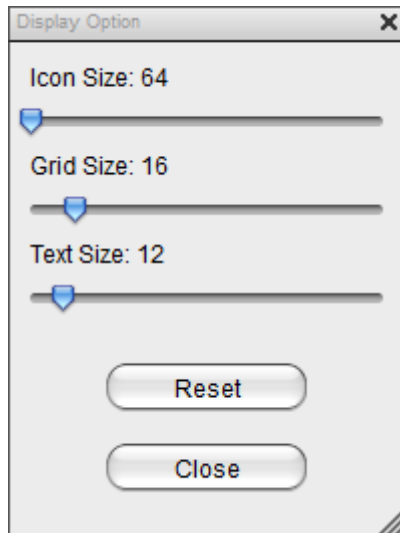 Display Option
Icon Size: 64
Grid Size: 16
Text Size: 12
Reset
Close